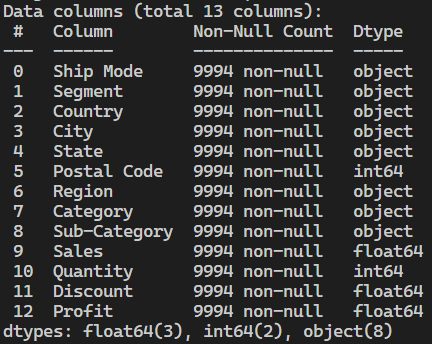 Data columns (total 13 columns):
 #   Column        Non-Null Count  Dtype
---  ------        --------------  -----
 0   Ship Mode     9994 non-null   object
 1   Segment       9994 non-null   object
 2   Country       9994 non-null   object
 3   City          9994 non-null   object
 4   State         9994 non-null   object
 5   Postal Code   9994 non-null   int64
 6   Region        9994 non-null   object
 7   Category      9994 non-null   object
 8   Sub-Category  9994 non-null   object
 9   Sales         9994 non-null   float64
 10  Quantity      9994 non-null   int64
 11  Discount      9994 non-null   float64
 12  Profit        9994 non-null   float64
dtypes: float64(3), int64(2), object(8)